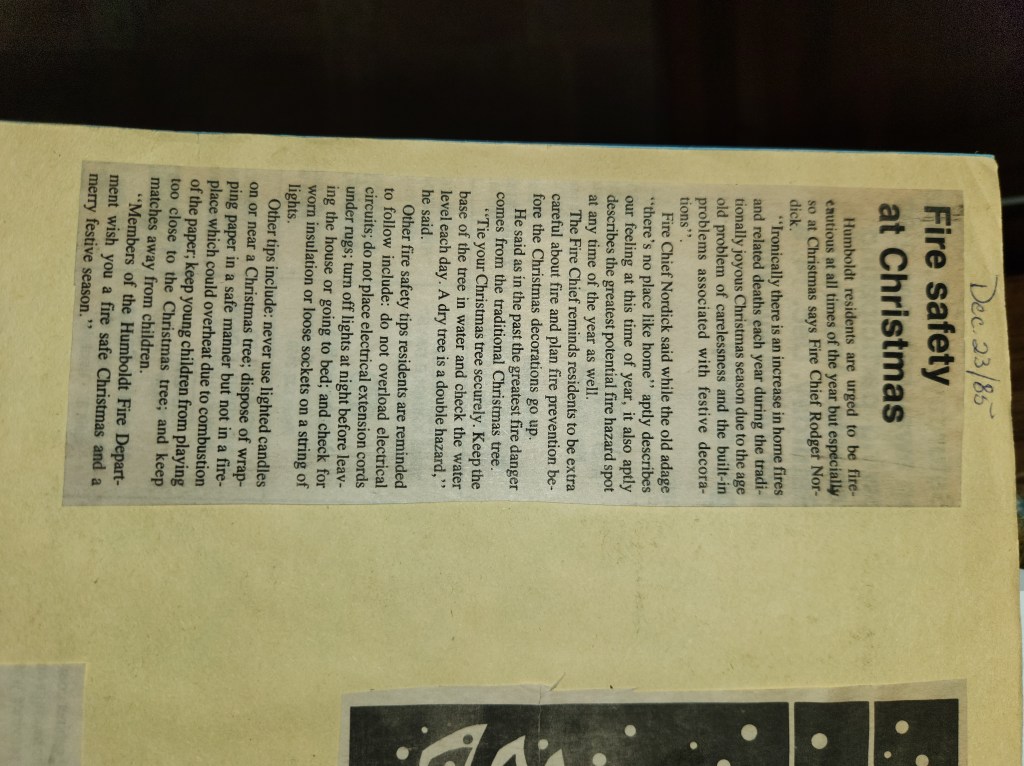 Dec. 23/85
Fire safety
at Christmas
Humboldt residents are urged to be fire-
cautious at all times of the year but especially
so at Christmas says Fire Chief Rodger Nor-
dick.
"Ironically there is an increase in home fires
and related deaths each year during the tradi-
tionally joyous Christmas season due to the age
old problem of carelessness and the built-in
problems associated with festive decora-
tions".
Fire Chief Nordick said while the old adage
"there's no place like home" aptly describes
our feeling at this time of year, it also aptly
describes the greatest potential fire hazard spot
at any time of the year as well.
The Fire Chief reminds residents to be extra
careful about fire and plan fire prevention be-
fore the Christmas decorations go up.
He said as in the past the greatest fire danger
comes from the traditional Christmas tree.
"Tie your Christmas tree securely. Keep the
base of the tree in water and check the water
level each day. A dry tree is a double hazard,"
he said.
Other fire safety tips residents are reminded
to follow include: do not overload electrical
circuits; do not place electrical extension cords
under rugs; turn off lights at night before leav-
ing the house or going to bed; and check for
worn insulation or loose sockets on a string of
lights.
Other tips include: never use lighted candles
on or near a Christmas tree; dispose of wrap-
ping paper in a safe manner but not in a fire-
place which could overheat due to combustion
of the paper; keep young children from playing
too close to the Christmas tree; and keep
matches away from children.
"Members of the Humboldt Fire Depart-
ment wish you a fire safe Christmas and a
merry festive season."